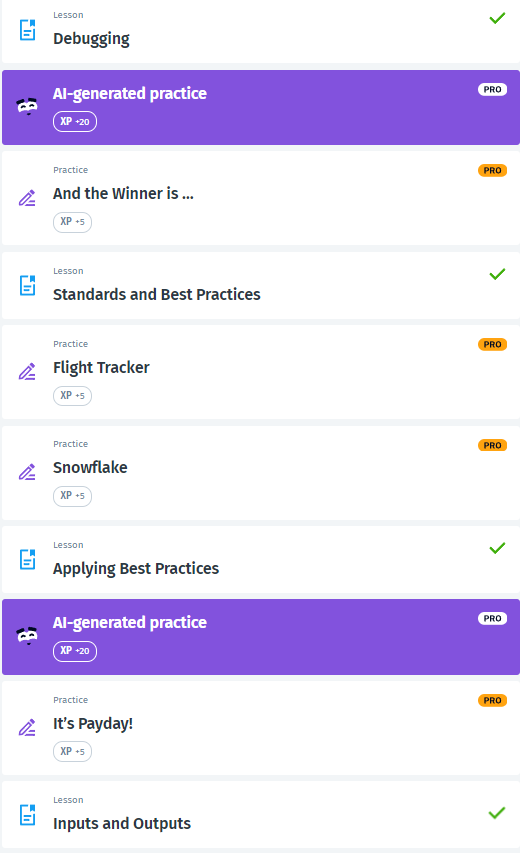 Lesson
Debugging
AI-generated practice
PRO
XP +20
Practice
PRO
And the Winner is ...
XP +5
Lesson
Standards and Best Practices
Practice
PRO
Flight Tracker
XP +5
Practice
PRO
Snowflake
XP +5
Lesson
Applying Best Practices
AI-generated practice
PRO
XP +20
Practice
PRO
It’s Payday!
XP +5
Lesson
Inputs and Outputs